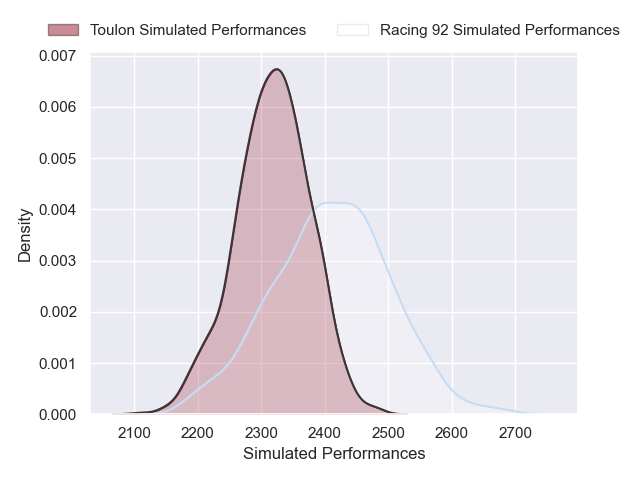 Toulon Simulated Performances Racing 92 Simulated Performances
0.007
0.006
0.005
0.004
0.003
0.002
0.001
0.000
Density
2100 2200 2300 2400 2500 2600 2700
Simulated Performances